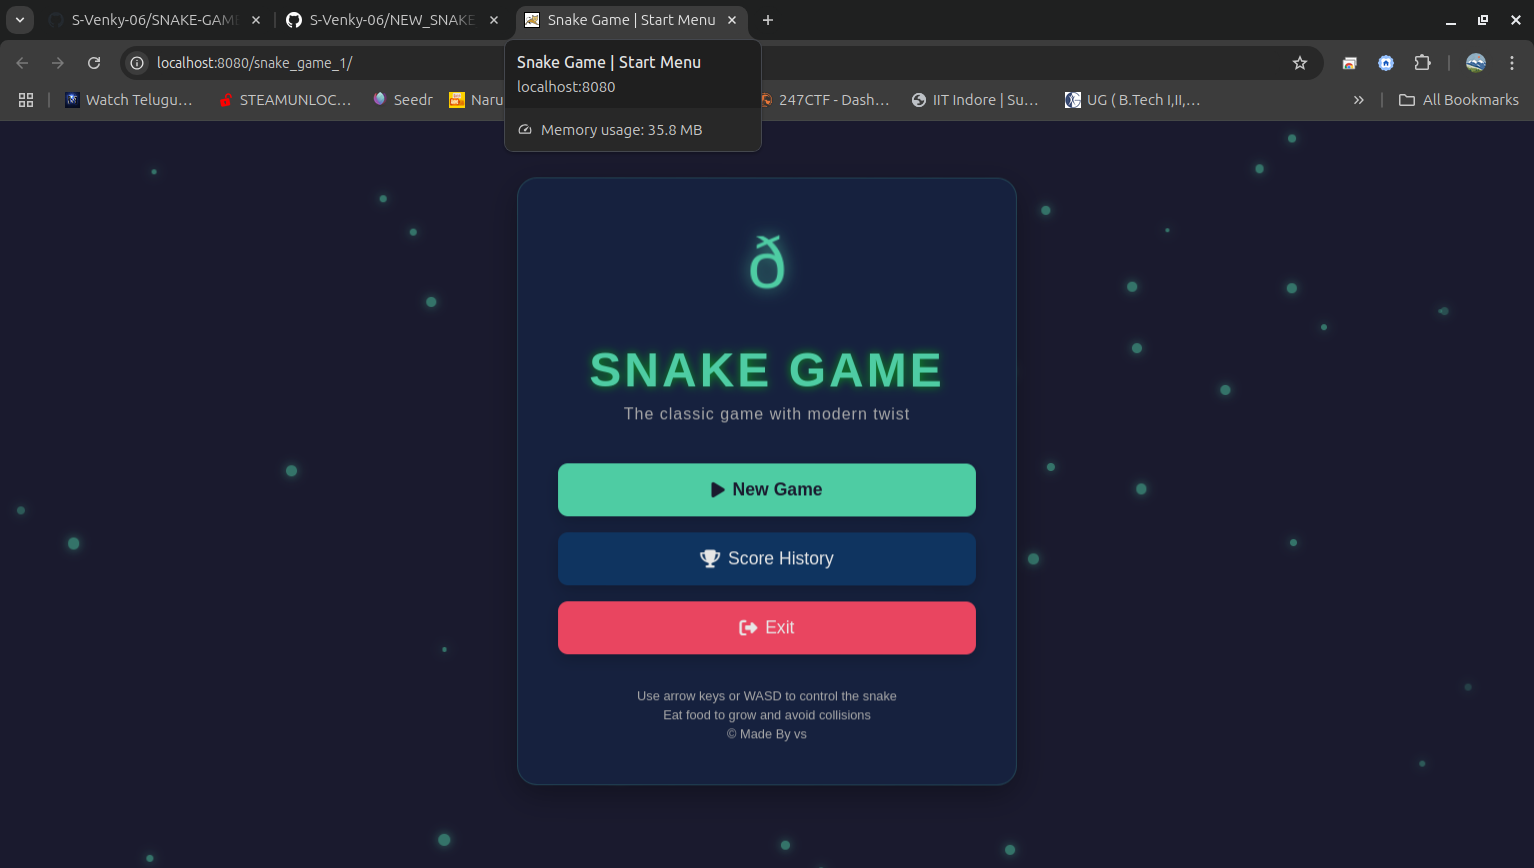 S-Venky-06/SNAKE-GAM
S-Venky-06/NEW_SNAKE
Snake Game | Start Menu
localhost:8080/snake_game_1/
Snake Game | Start Menu
localhost:8080
Memory usage: 35.8 MB
Watch Telugu…
STEAMUNLOC…
Seedr
Naru
247CTF - Dash…
IIT Indore | Su…
UG ( B.Tech I,II,…
All Bookmarks
ð
SNAKE GAME
The classic game with modern twist
New Game
Score History
Exit
Use arrow keys or WASD to control the snake
Eat food to grow and avoid collisions
© Made By vs